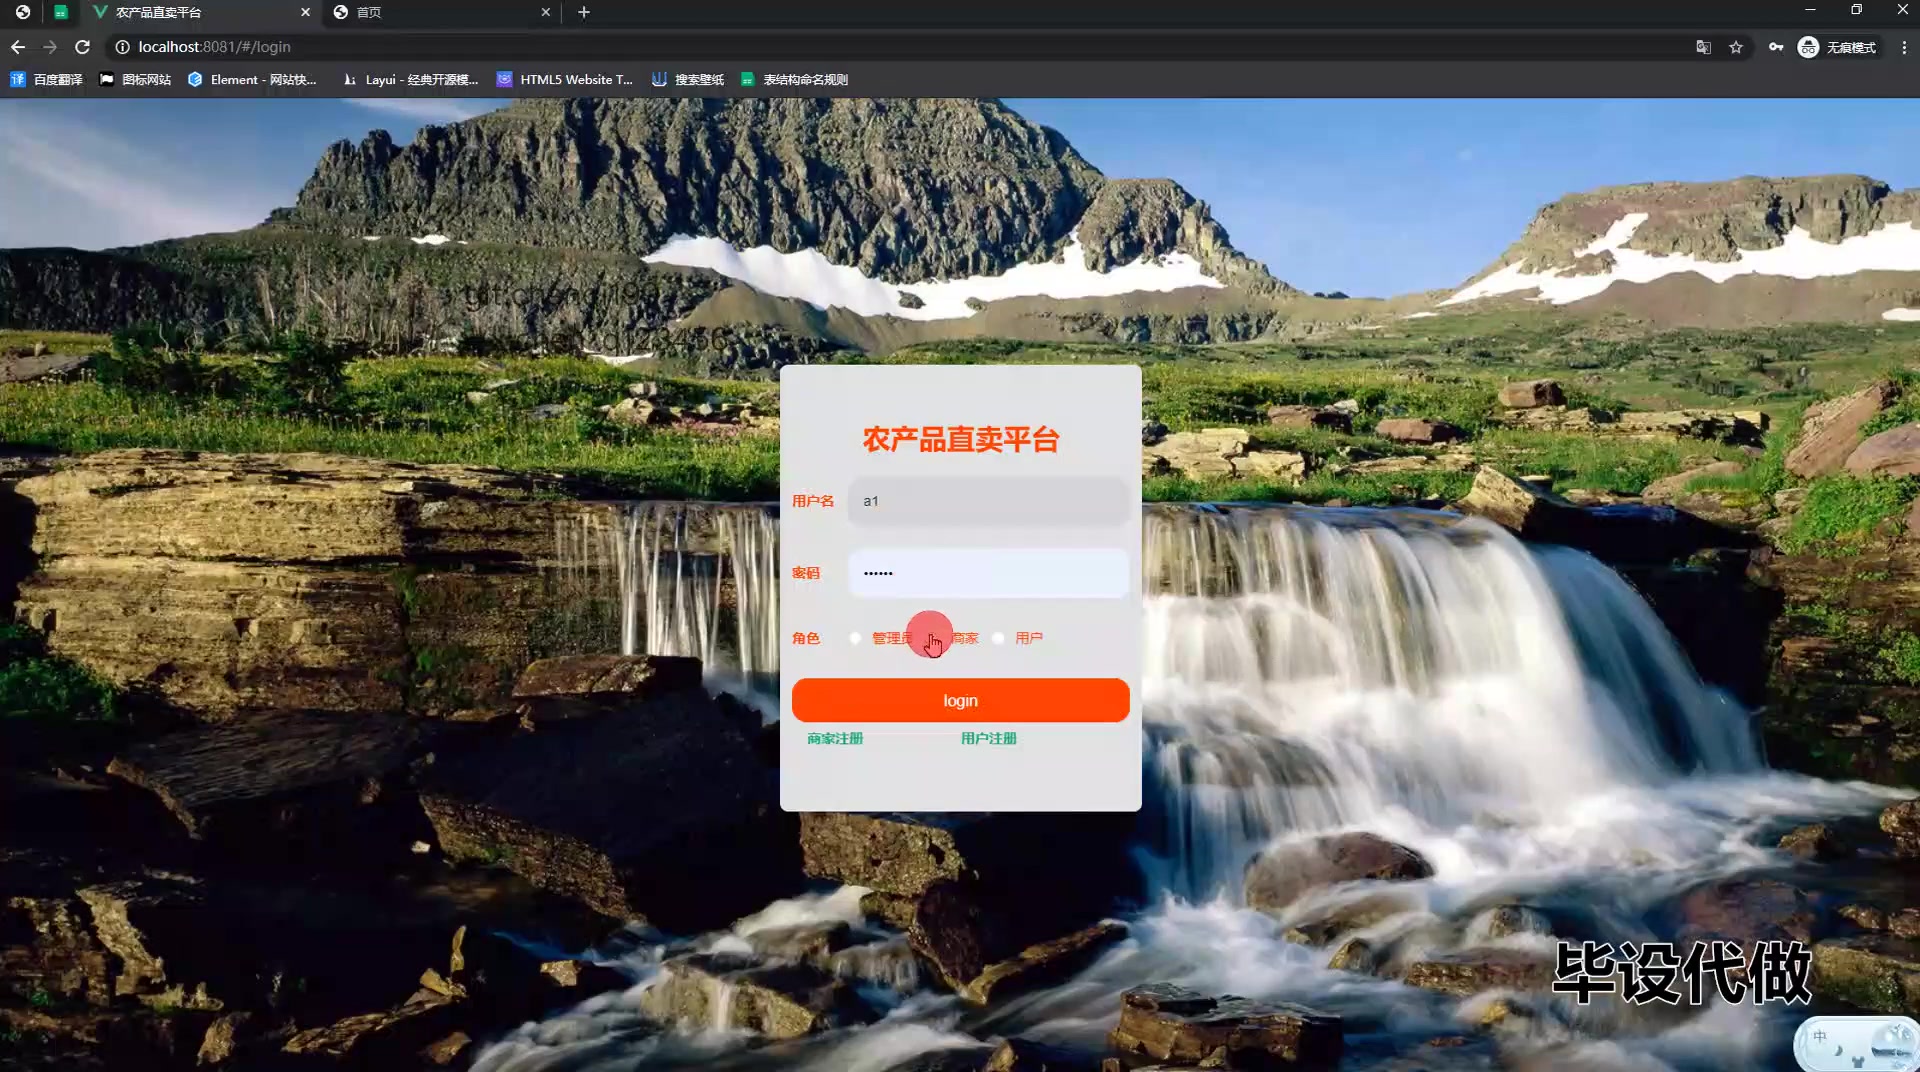 农产品直卖平台
首页
localhost:8081/#/login
无痕模式
百度翻译
图标网站
Element - 网站快...
Layui - 经典开源模...
HTML5 Website T...
搜索壁纸
表结构命名规则
农产品直卖平台
用户名
a1
密码
••••••
角色
管理员
商家
用户
login
商家注册
用户注册
毕设代做
中